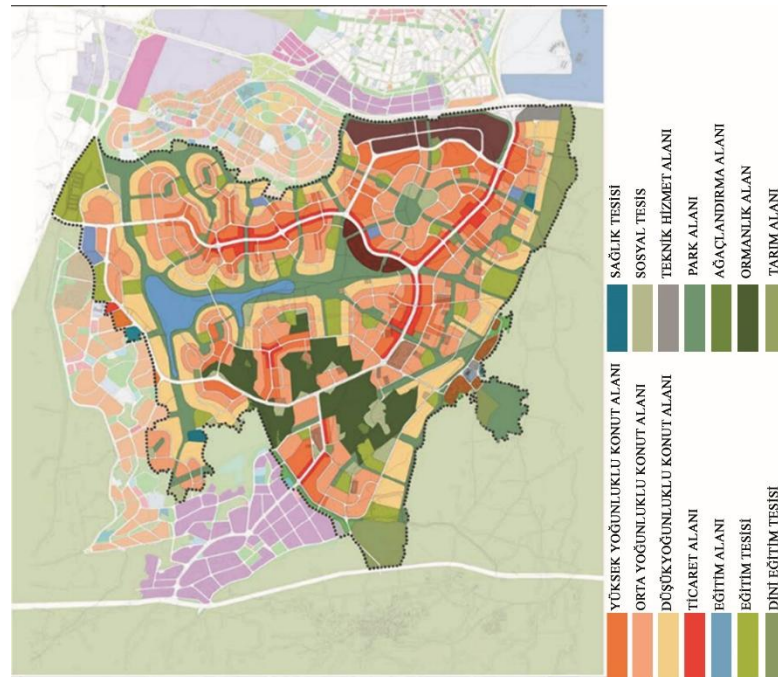 SAĞLIK TESİSİ
SOSYAL TESİS
TEKNİK HİZMET ALANI
PARK ALANI
AĞAÇLANDIRMA ALANI
ORMANLIK ALAN
TARIM ALANI
YÜKSEK YOĞUNLUKLU KONUT ALANI
ORTA YOĞUNLUKLU KONUT ALANI
DÜŞÜKYOĞUNLUKLU KONUT ALANI
TİCARET ALANI
EĞİTİM ALANI
EĞİTİM TESİSİ
DİNİ EĞİTİM TESİSİ